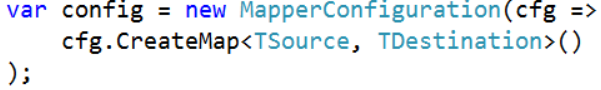 var config = new MapperConfiguration(cfg =>
    cfg.CreateMap<TSource, TDestination>()
);